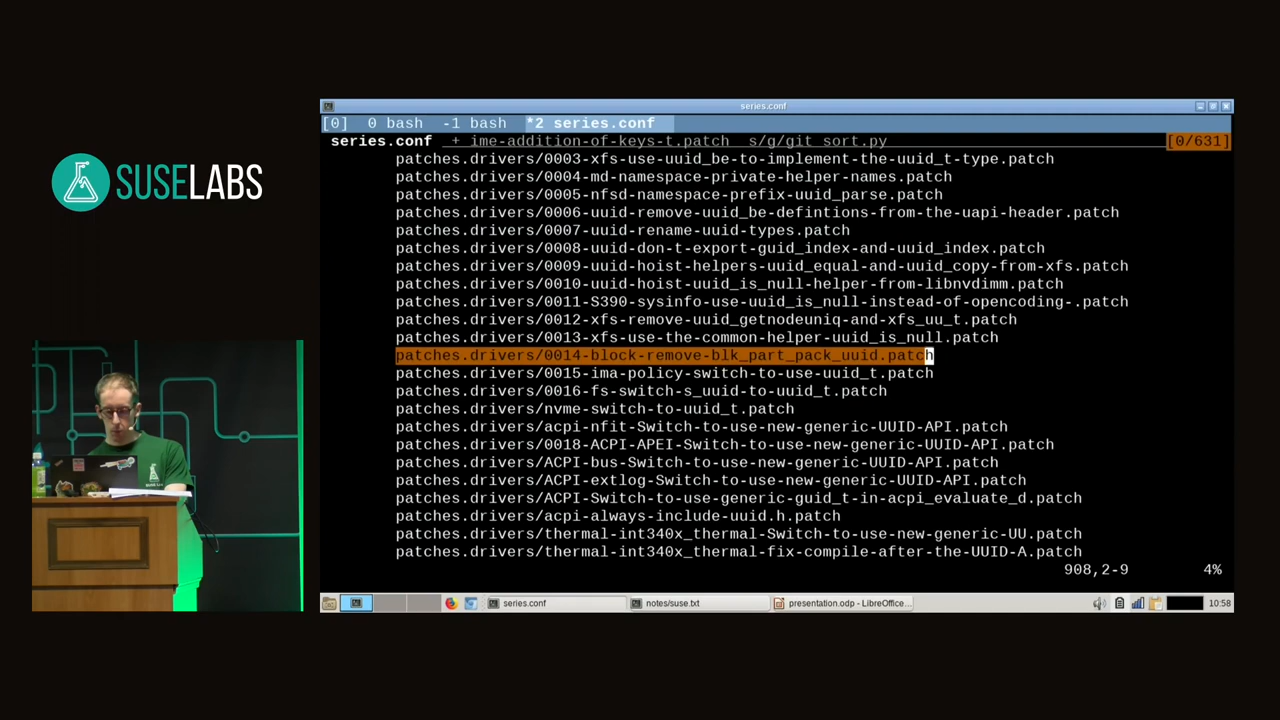 SUSELABS
series.conf
[0] 0 bash -1 bash *2 series.conf
series.conf + ime-addition-of-keys-t.patch s/g/git_sort.py [0/631]
patches.drivers/0003-xfs-use-uuid_be-to-implement-the-uuid_t-type.patch
patches.drivers/0004-md-namespace-private-helper-names.patch
patches.drivers/0005-nfsd-namespace-prefix-uuid_parse.patch
patches.drivers/0006-uuid-remove-uuid_be-defintions-from-the-uapi-header.patch
patches.drivers/0007-uuid-rename-uuid-types.patch
patches.drivers/0008-uuid-don-t-export-guid_index-and-uuid_index.patch
patches.drivers/0009-uuid-hoist-helpers-uuid_equal-and-uuid_copy-from-xfs.patch
patches.drivers/0010-uuid-hoist-uuid_is_null-helper-from-libnvdimm.patch
patches.drivers/0011-S390-sysinfo-use-uuid_is_null-instead-of-opencoding-.patch
patches.drivers/0012-xfs-remove-uuid_getnodeuniq-and-xfs_uu_t.patch
patches.drivers/0013-xfs-use-the-common-helper-uuid_is_null.patch
patches.drivers/0014-block-remove-blk_part_pack_uuid.patch
patches.drivers/0015-ima-policy-switch-to-use-uuid_t.patch
patches.drivers/0016-fs-switch-s_uuid-to-uuid_t.patch
patches.drivers/nvme-switch-to-uuid_t.patch
patches.drivers/acpi-nfit-Switch-to-use-new-generic-UUID-API.patch
patches.drivers/0018-ACPI-APEI-Switch-to-use-new-generic-UUID-API.patch
patches.drivers/ACPI-bus-Switch-to-use-new-generic-UUID-API.patch
patches.drivers/ACPI-extlog-Switch-to-use-new-generic-UUID-API.patch
patches.drivers/ACPI-Switch-to-use-generic-guid_t-in-acpi_evaluate_d.patch
patches.drivers/acpi-always-include-uuid.h.patch
patches.drivers/thermal-int340x_thermal-Switch-to-use-new-generic-UU.patch
patches.drivers/thermal-int340x_thermal-fix-compile-after-the-UUID-A.patch
908,2-9 4%
series.conf notes/suse.txt presentation.odp - LibreOffice... 10:58